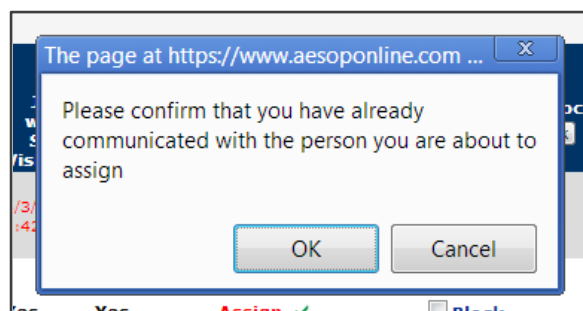 The page at https://www.aesoponline.com ...
Please confirm that you have already
communicated with the person you are about to
assign
OK Cancel
Yes Assign Block